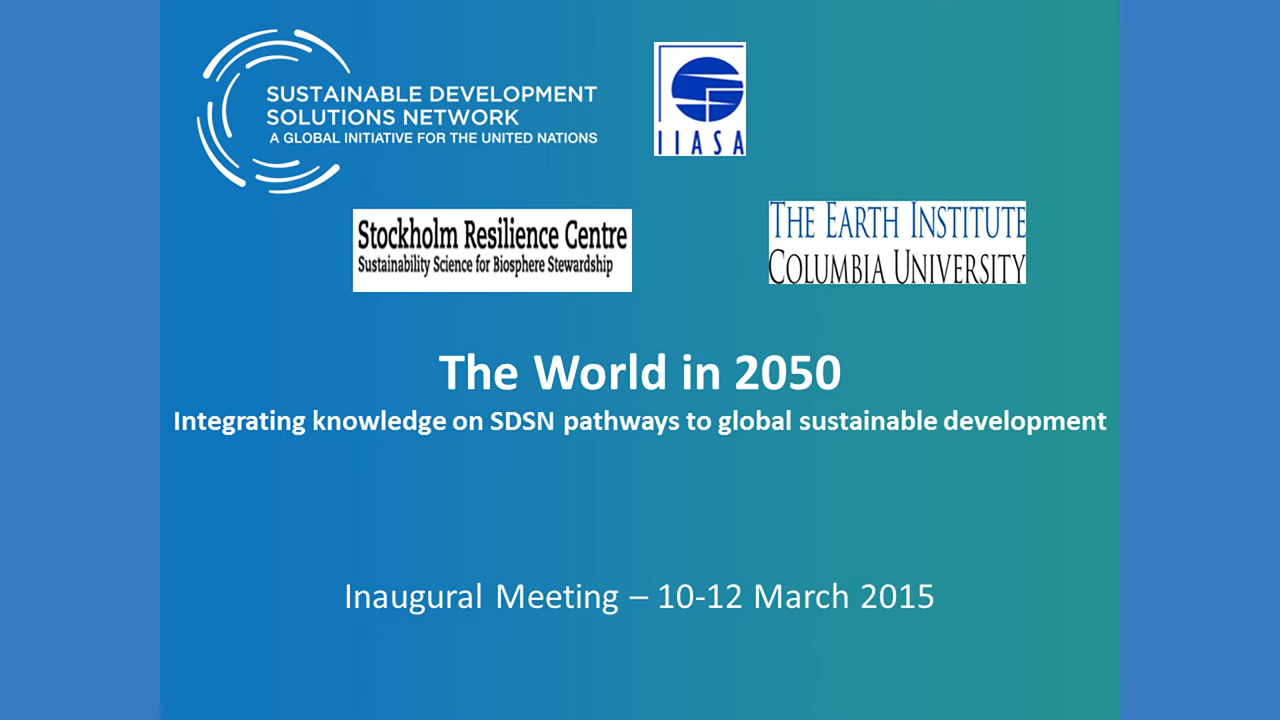 SUSTAINABLE DEVELOPMENT
SOLUTIONS NETWORK
A GLOBAL INITIATIVE FOR THE UNITED NATIONS
IIASA
Stockholm Resilience Centre
Sustainability Science for Biosphere Stewardship
THE EARTH INSTITUTE
COLUMBIA UNIVERSITY
The World in 2050
Integrating knowledge on SDSN pathways to global sustainable development
Inaugural Meeting – 10-12 March 2015